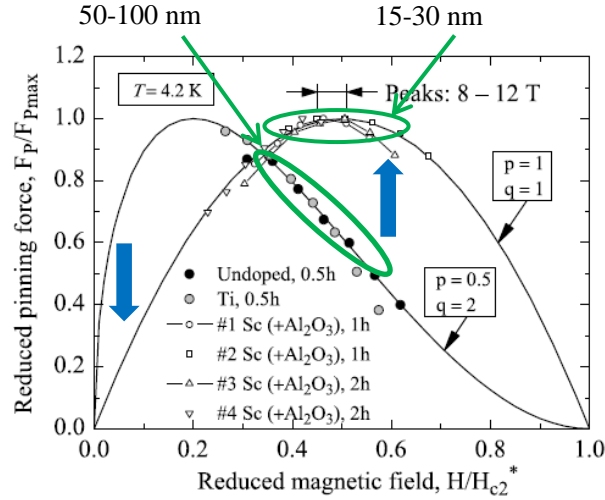 50-100 nm
15-30 nm
T = 4.2 K
Peaks: 8 – 12 T
p = 1
q = 1
p = 0.5
q = 2
Undoped, 0.5h
Ti, 0.5h
#1 Sc (+Al₂O₃), 1h
#2 Sc (+Al₂O₃), 1h
#3 Sc (+Al₂O₃), 2h
#4 Sc (+Al₂O₃), 2h
1.2
1.0
0.8
0.6
0.4
0.2
0.0
0.0 0.2 0.4 0.6 0.8 1.0
Reduced pinning force, F_P/F_Pmax
Reduced magnetic field, H/H_c2*